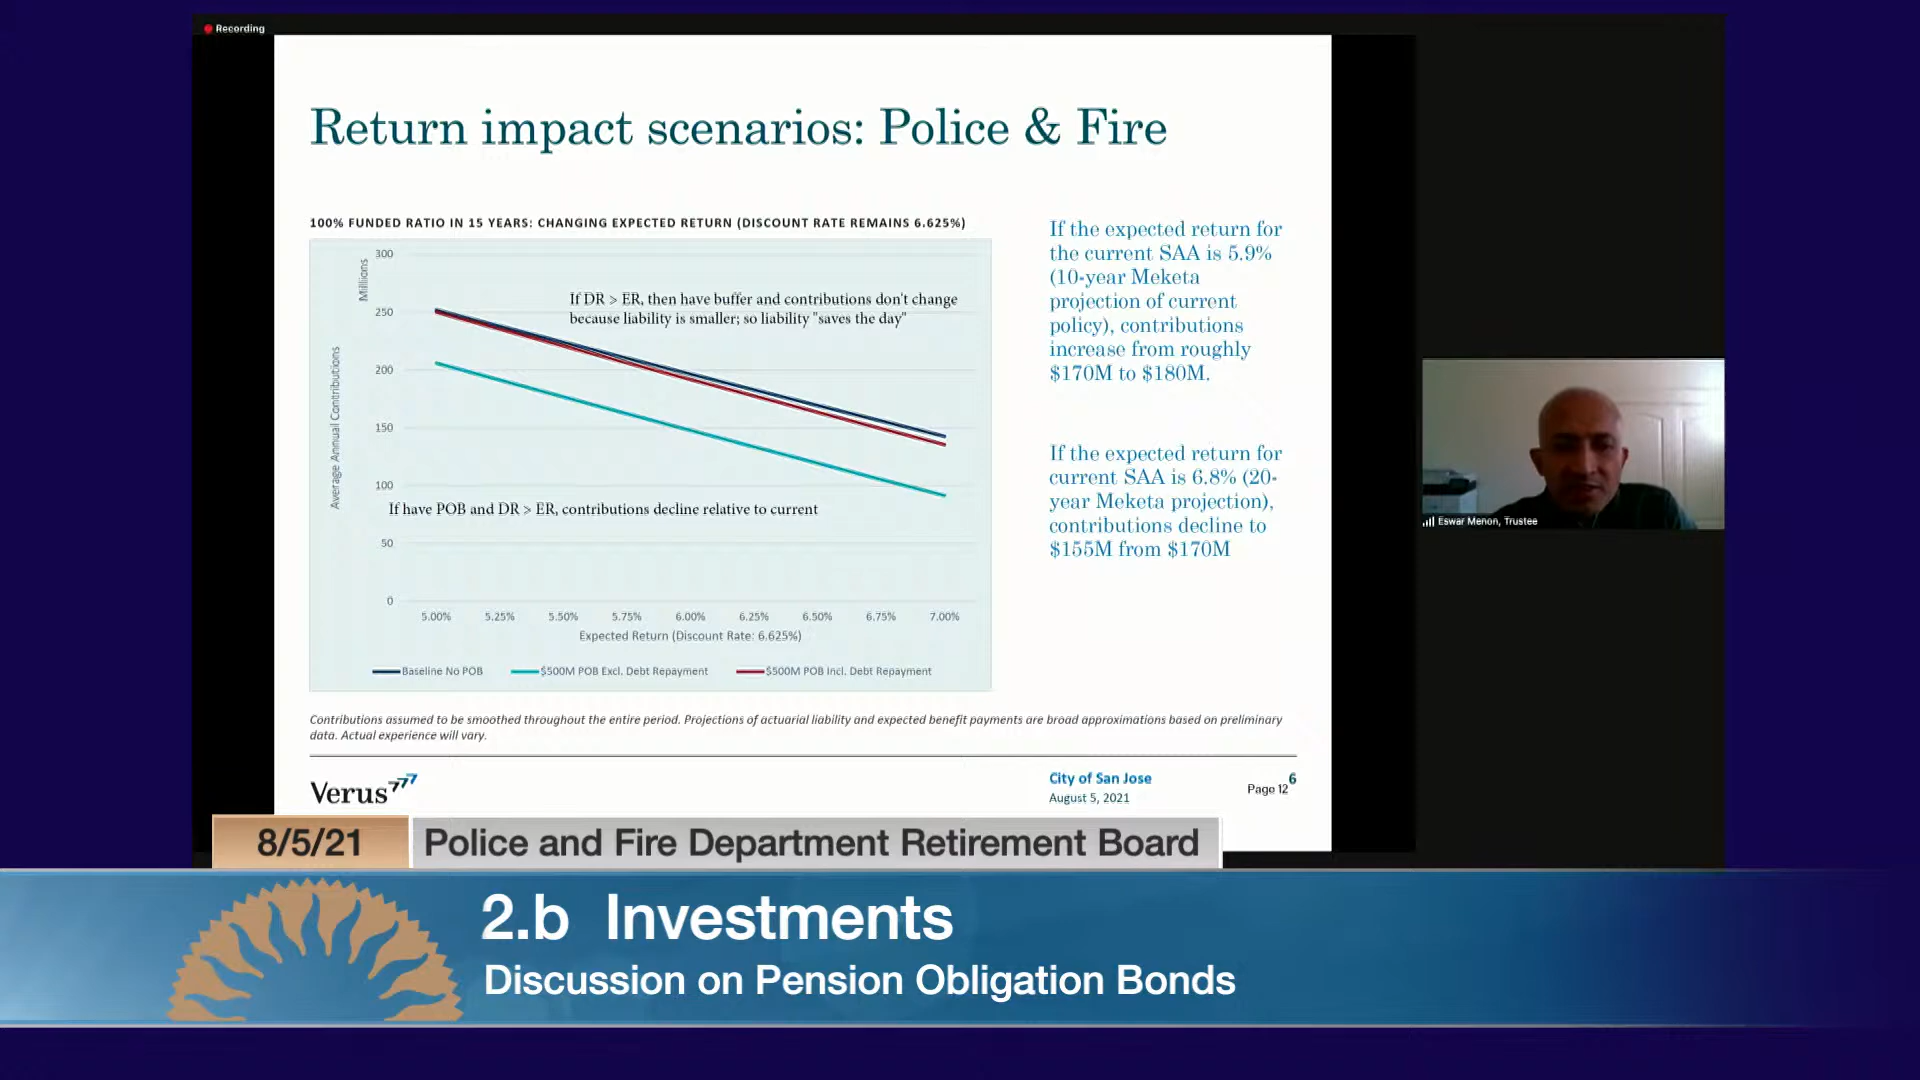 Recording
Return impact scenarios: Police & Fire
100% FUNDED RATIO IN 15 YEARS: CHANGING EXPECTED RETURN (DISCOUNT RATE REMAINS 6.625%)
Millions
Average Annual Contributions
300
250
200
150
100
50
0
If DR > ER, then have buffer and contributions don't change
because liability is smaller; so liability "saves the day"
If have POB and DR > ER, contributions decline relative to current
5.00% 5.25% 5.50% 5.75% 6.00% 6.25% 6.50% 6.75% 7.00%
Expected Return (Discount Rate: 6.625%)
Baseline No POB $500M POB Excl. Debt Repayment $500M POB Incl. Debt Repayment
If the expected return for
the current SAA is 5.9%
(10-year Meketa
projection of current
policy), contributions
increase from roughly
$170M to $180M.
If the expected return for
current SAA is 6.8% (20-
year Meketa projection),
contributions decline to
$155M from $170M
Eswar Menon, Trustee
Contributions assumed to be smoothed throughout the entire period. Projections of actuarial liability and expected benefit payments are broad approximations based on preliminary
data. Actual experience will vary.
Verus777
City of San Jose
August 5, 2021
6
Page 12
8/5/21 Police and Fire Department Retirement Board
2.b Investments
Discussion on Pension Obligation Bonds